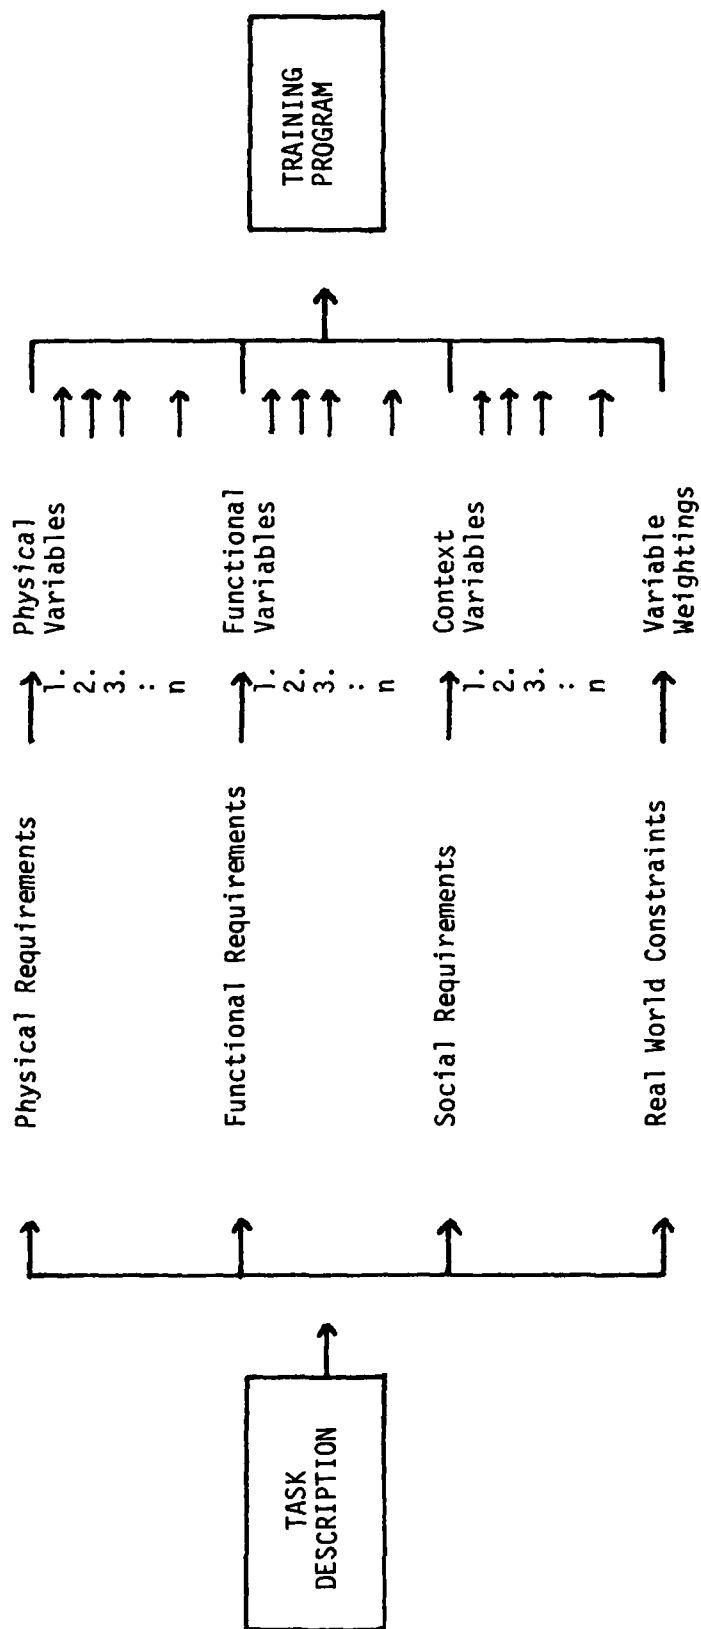 TASK
DESCRIPTION
Physical Requirements
Functional Requirements
Social Requirements
Real World Constraints
Physical
Variables
1.
2.
3.
:
n
Functional
Variables
1.
2.
3.
:
n
Context
Variables
1.
2.
3.
:
n
Variable
Weightings
TRAINING
PROGRAM